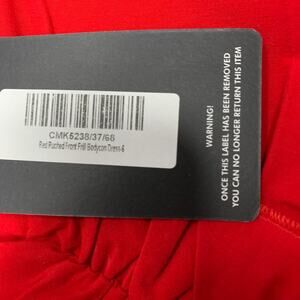 CMK5238/37/68
Red Ruched Front Frill Bodycon Dress-6
WARNING!
ONCE THIS LABEL HAS BEEN REMOVED
YOU CAN NO LONGER RETURN THIS ITEM